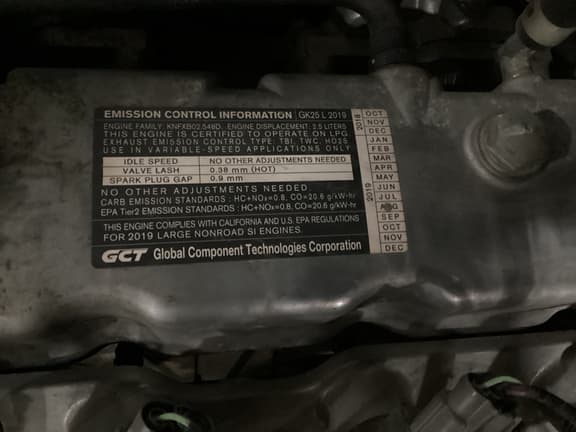 EMISSION CONTROL INFORMATION GK25 L 2019
ENGINE FAMILY: KNFXB02.54BD. ENGINE DISPLACEMENT: 2.5 LITERS
THIS ENGINE IS CERTIFIED TO OPERATE ON LPG.
EXHAUST EMISSION CONTROL TYPE: TBI, TWC, HO2S
USE IN VARIABLE-SPEED APPLICATIONS ONLY
IDLE SPEED NO OTHER ADJUSTMENTS NEEDED
VALVE LASH 0.38 mm (HOT)
SPARK PLUG GAP 0.9 mm
NO OTHER ADJUSTMENTS NEEDED.
CARB EMISSION STANDARDS : HC+NOx=0.8, CO=20.6 g/kW-hr
EPA Tier2 EMISSION STANDARDS : HC+NOx=0.8, CO=20.6 g/kW-hr
THIS ENGINE COMPLIES WITH CALIFORNIA AND U.S. EPA REGULATIONS
FOR 2019 LARGE NONROAD SI ENGINES.
GCT Global Component Technologies Corporation
2018
OCT
NOV
DEC
2019
JAN
FEB
MAR
APR
MAY
JUN
JUL
AUG
SEP
OCT
NOV
DEC